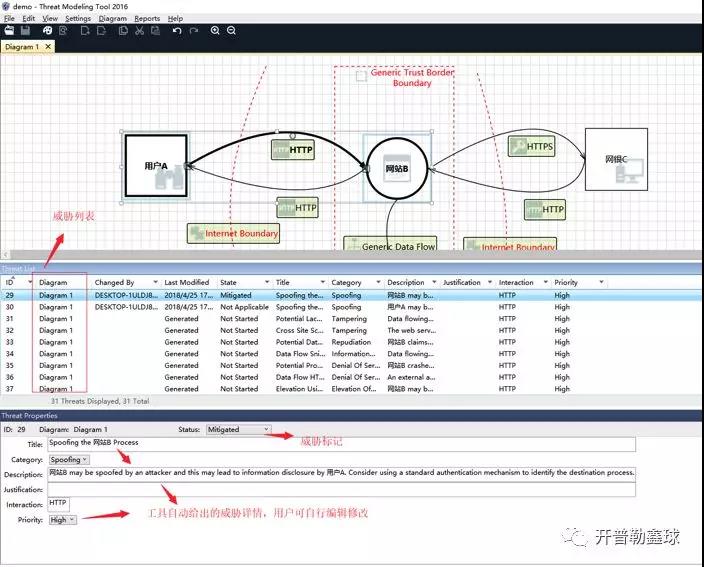 demo - Threat Modeling Tool 2016
File Edit View Settings Diagram Reports Help
Diagram 1
Generic Trust Border
Boundary
用户A
HTTP
网站B
HTTPS
网银C
HTTP
HTTP
威胁列表
Internet Boundary
Generic Data Flow
Internet Boundary
Threat List
ID Diagram Changed By Last Modified State Title Category Description Justification Interaction Priority
29 Diagram 1 DESKTOP-1ULDJ8... 2018/4/25 17... Mitigated Spoofing the... Spoofing 网站B may b... HTTP High
30 Diagram 1 DESKTOP-1ULDJ8... 2018/4/25 17... Not Applicable Spoofing the... Spoofing 用户A may b... HTTP High
31 Diagram 1 Generated Not Started Potential Lac... Tampering Data flowing... HTTP High
32 Diagram 1 Generated Not Started Cross Site Sc... Tampering The web serv... HTTP High
33 Diagram 1 Generated Not Started Potential Dat... Repudiation 网站B claims... HTTP High
34 Diagram 1 Generated Not Started Data Flow Sni... Information... Data flowing... HTTP High
35 Diagram 1 Generated Not Started Potential Pro... Denial Of Ser... 网站B crashe... HTTP High
36 Diagram 1 Generated Not Started Data Flow HT... Denial Of Ser... An external a... HTTP High
37 Diagram 1 Generated Not Started Elevation Usi... Elevation Of... 网站B may b... HTTP High
31 Threats Displayed, 31 Total
Threat Properties
ID: 29 Diagram: Diagram 1 Status: Mitigated
威胁标记
Title: Spoofing the 网站B Process
Category: Spoofing
Description: 网站B may be spoofed by an attacker and this may lead to information disclosure by 用户A. Consider using a standard authentication mechanism to identify the destination process.
Justification:
Interaction: HTTP
Priority: High
工具自动给出的威胁详情，用户可自行编辑修改
开普勒鑫球